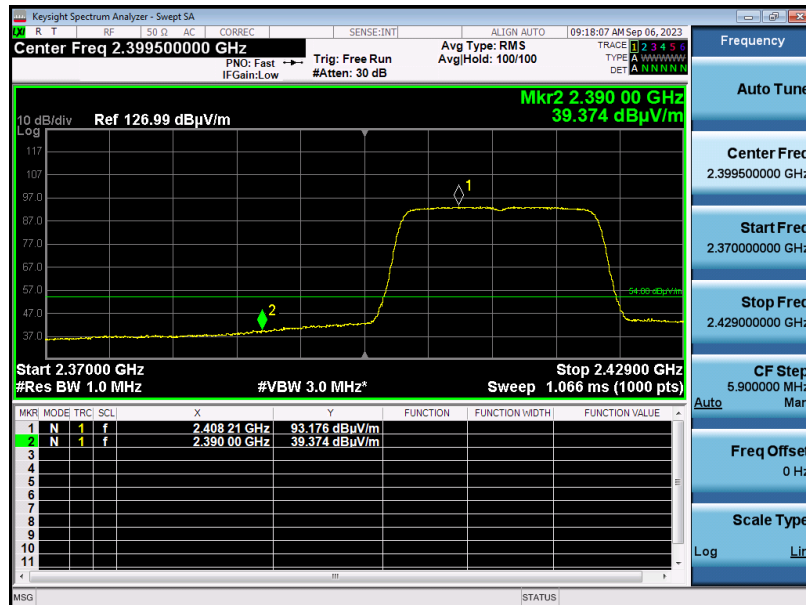 Keysight Spectrum Analyzer - Swept SA
LXI R T RF 50 Ω AC CORREC SENSE:INT ALIGN AUTO 09:18:07 AM Sep 06, 2023
Center Freq 2.399500000 GHz
PNO: Fast
IFGain:Low
Trig: Free Run
#Atten: 30 dB
Avg Type: RMS
Avg|Hold: 100/100
TRACE 1 2 3 4 5 6
TYPE A WWWWW
DET A N N N N N
Mkr2 2.390 00 GHz
39.374 dBµV/m
10 dB/div Ref 126.99 dBµV/m
Log
117
107
97.0
87.0
77.0
67.0
57.0
47.0
37.0
1
2
54.00 dBµV/m
Start 2.37000 GHz Stop 2.42900 GHz
#Res BW 1.0 MHz #VBW 3.0 MHz* Sweep 1.066 ms (1000 pts)
MKR MODE TRC SCL X Y FUNCTION FUNCTION WIDTH FUNCTION VALUE
1 N 1 f 2.408 21 GHz 93.176 dBµV/m
2 N 1 f 2.390 00 GHz 39.374 dBµV/m
3
4
5
6
7
8
9
10
11
MSG STATUS
Frequency
Auto Tune
Center Freq
2.399500000 GHz
Start Freq
2.370000000 GHz
Stop Freq
2.429000000 GHz
CF Step
5.900000 MHz
Auto Man
Freq Offset
0 Hz
Scale Type
Log Lin